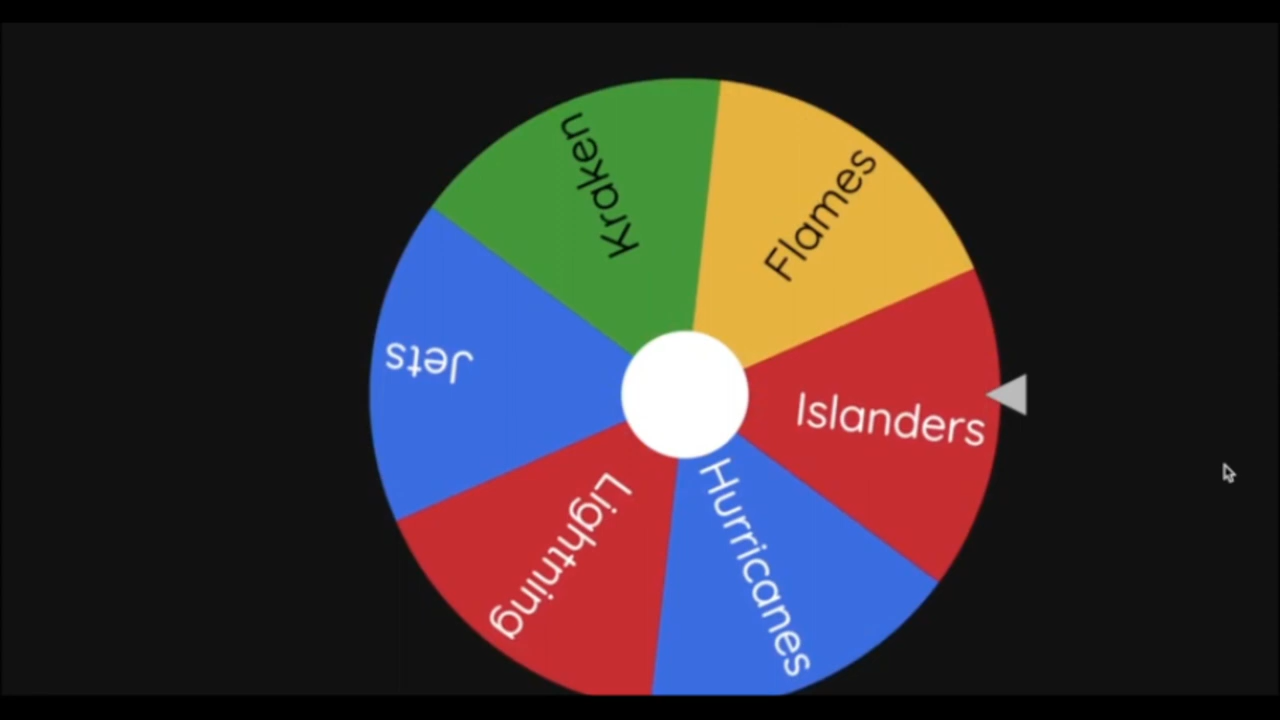 Kraken
Flames
Jets
Islanders
Lightning
Hurricanes